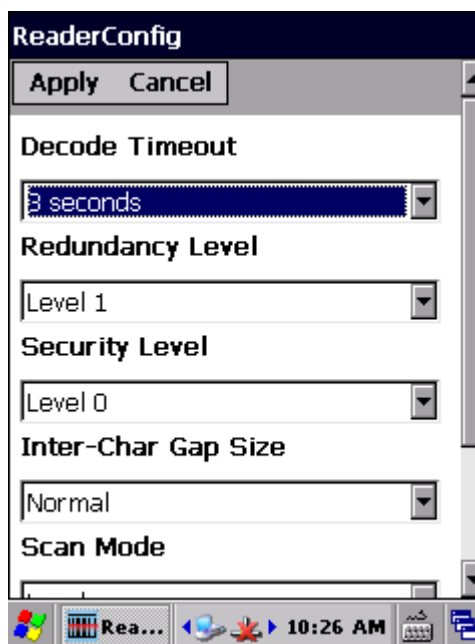 ReaderConfig
Apply Cancel
Decode Timeout
3 seconds
Redundancy Level
Level 1
Security Level
Level 0
Inter-Char Gap Size
Normal
Scan Mode
Rea... 10:26 AM